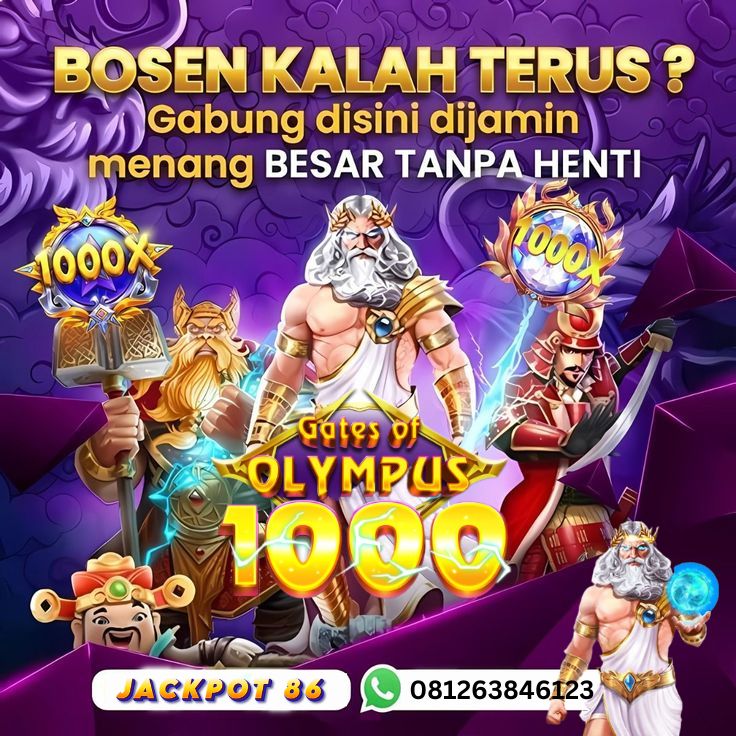 BOSEN KALAH TERUS ?
Gabung disini dijamin
menang BESAR TANPA HENTI
1000X
1000X
Gates of
OLYMPUS
1000
JACKPOT 86
081263846123